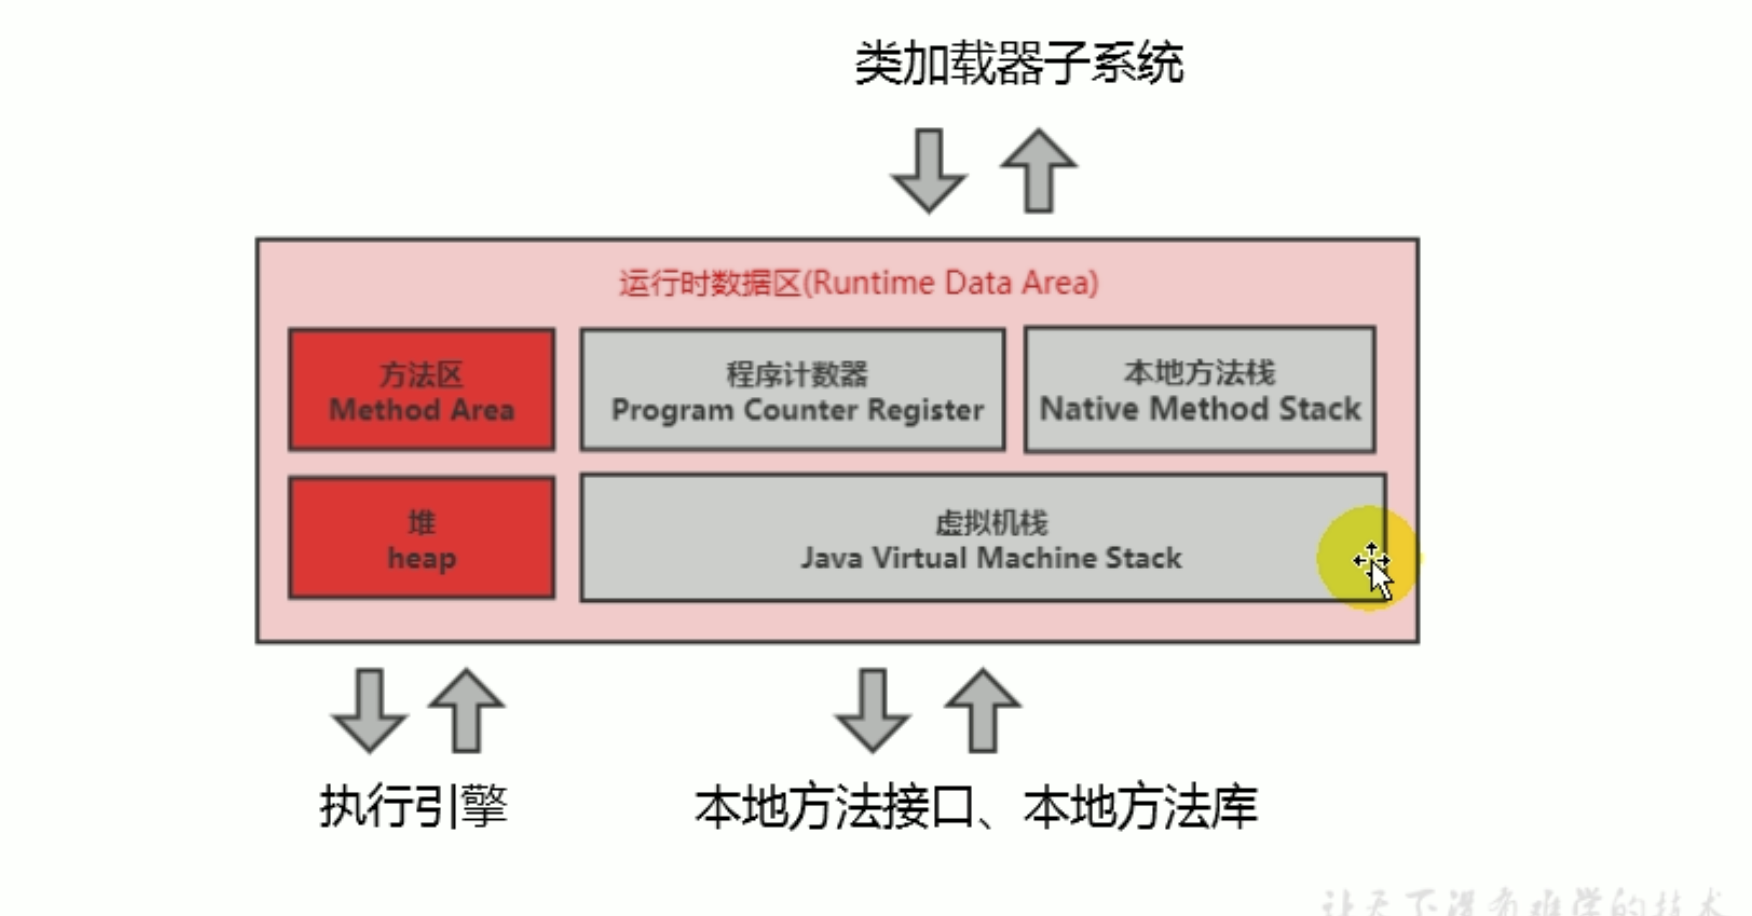 类加载器子系统
运行时数据区(Runtime Data Area)
方法区
Method Area
程序计数器
Program Counter Register
本地方法栈
Native Method Stack
堆
heap
虚拟机栈
Java Virtual Machine Stack
执行引擎
本地方法接口、本地方法库
让天下没有难学的技术